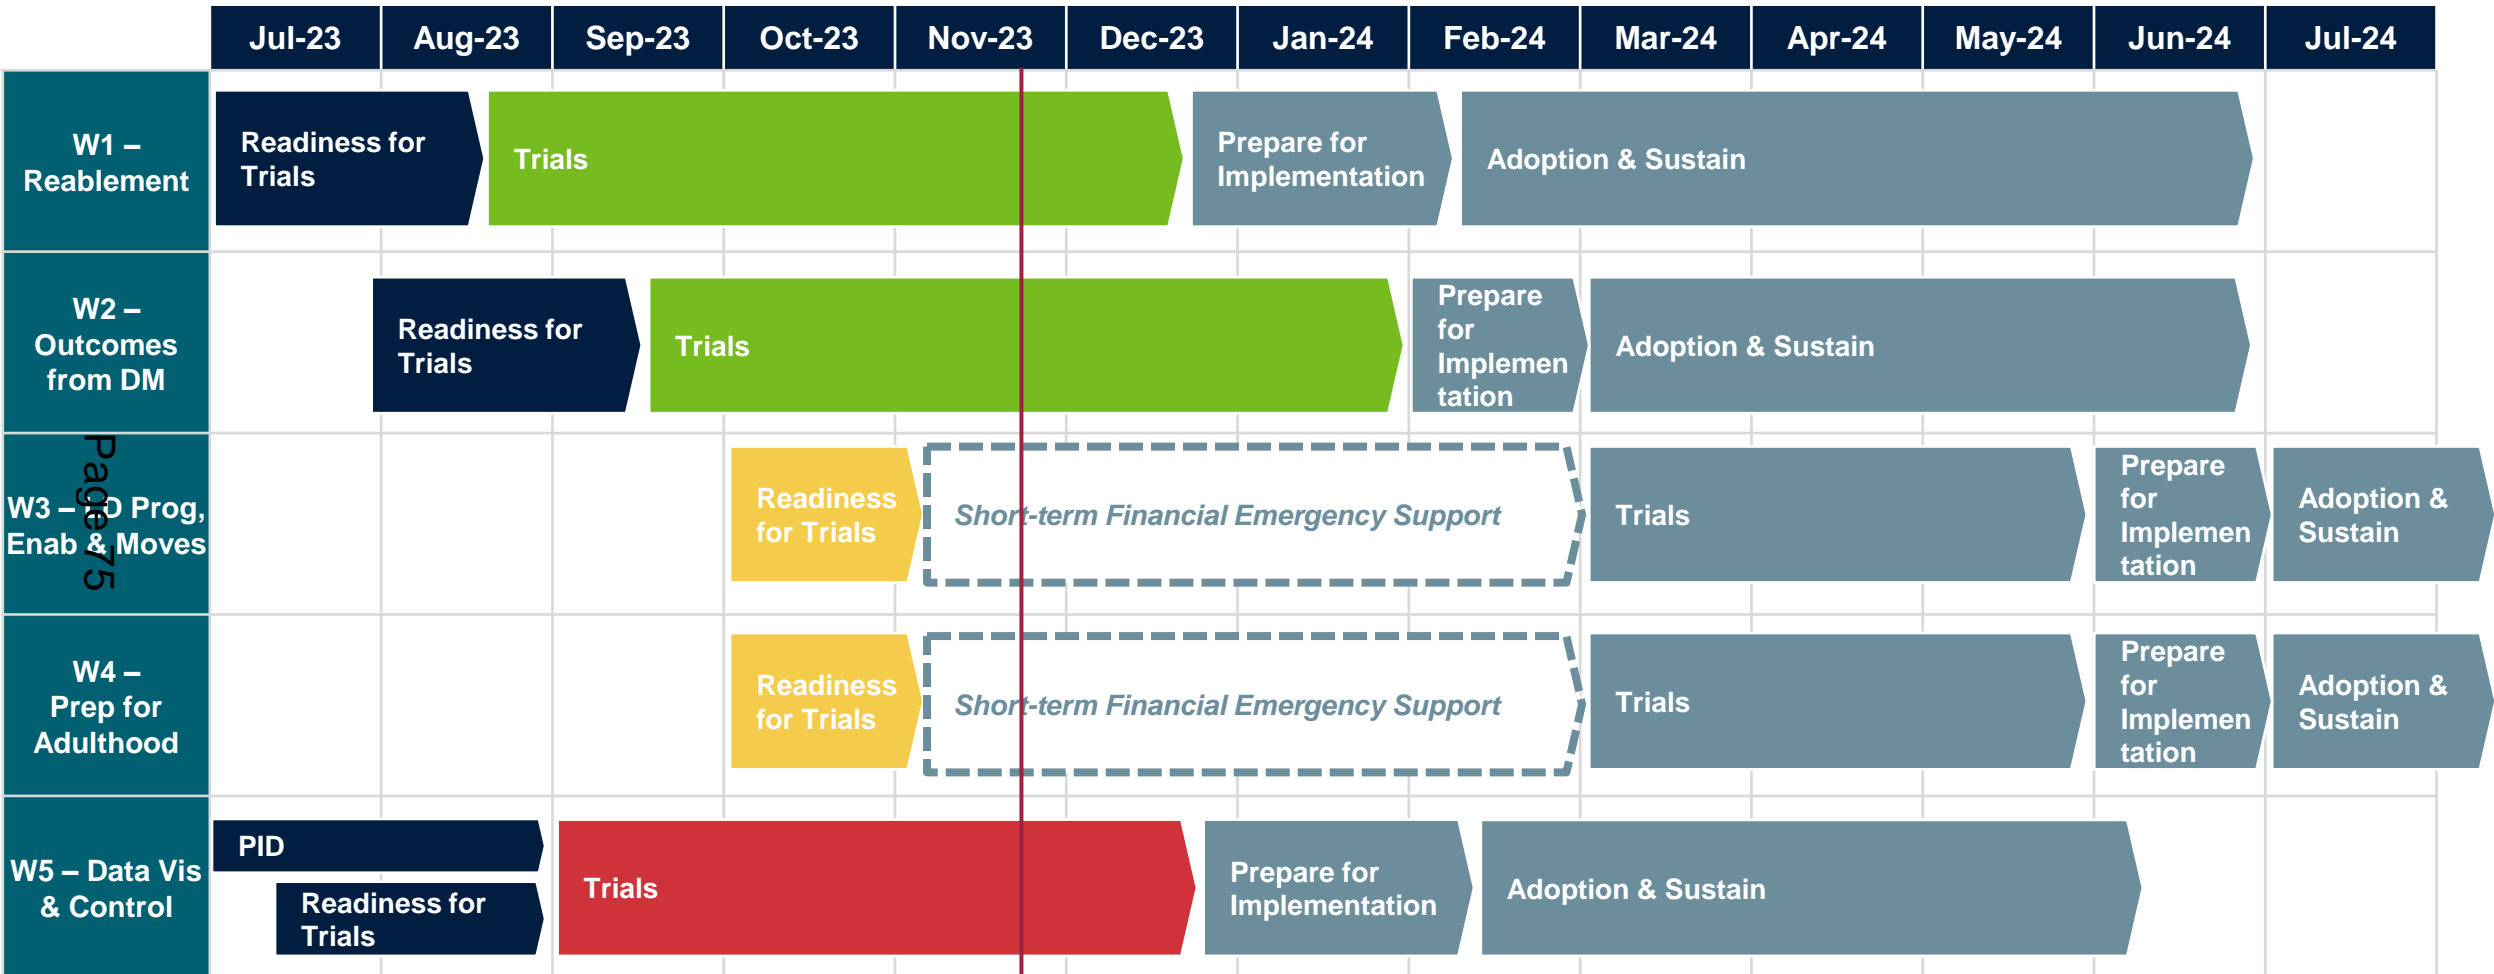 Jul-23 Aug-23 Sep-23 Oct-23 Nov-23 Dec-23 Jan-24 Feb-24 Mar-24 Apr-24 May-24 Jun-24 Jul-24
W1 –
Reablement
Readiness for
Trials
Trials
Prepare for
Implementation
Adoption & Sustain
W2 –
Outcomes
from DM
Readiness for
Trials
Trials
Prepare
for
Implemen
tation
Adoption & Sustain
Page 75
W3 – LD Prog,
Enab & Moves
Readiness
for Trials
Short-term Financial Emergency Support
Trials
Prepare
for
Implemen
tation
Adoption &
Sustain
W4 –
Prep for
Adulthood
Readiness
for Trials
Short-term Financial Emergency Support
Trials
Prepare
for
Implemen
tation
Adoption &
Sustain
W5 – Data Vis
& Control
PID
Readiness for
Trials
Trials
Prepare for
Implementation
Adoption & Sustain